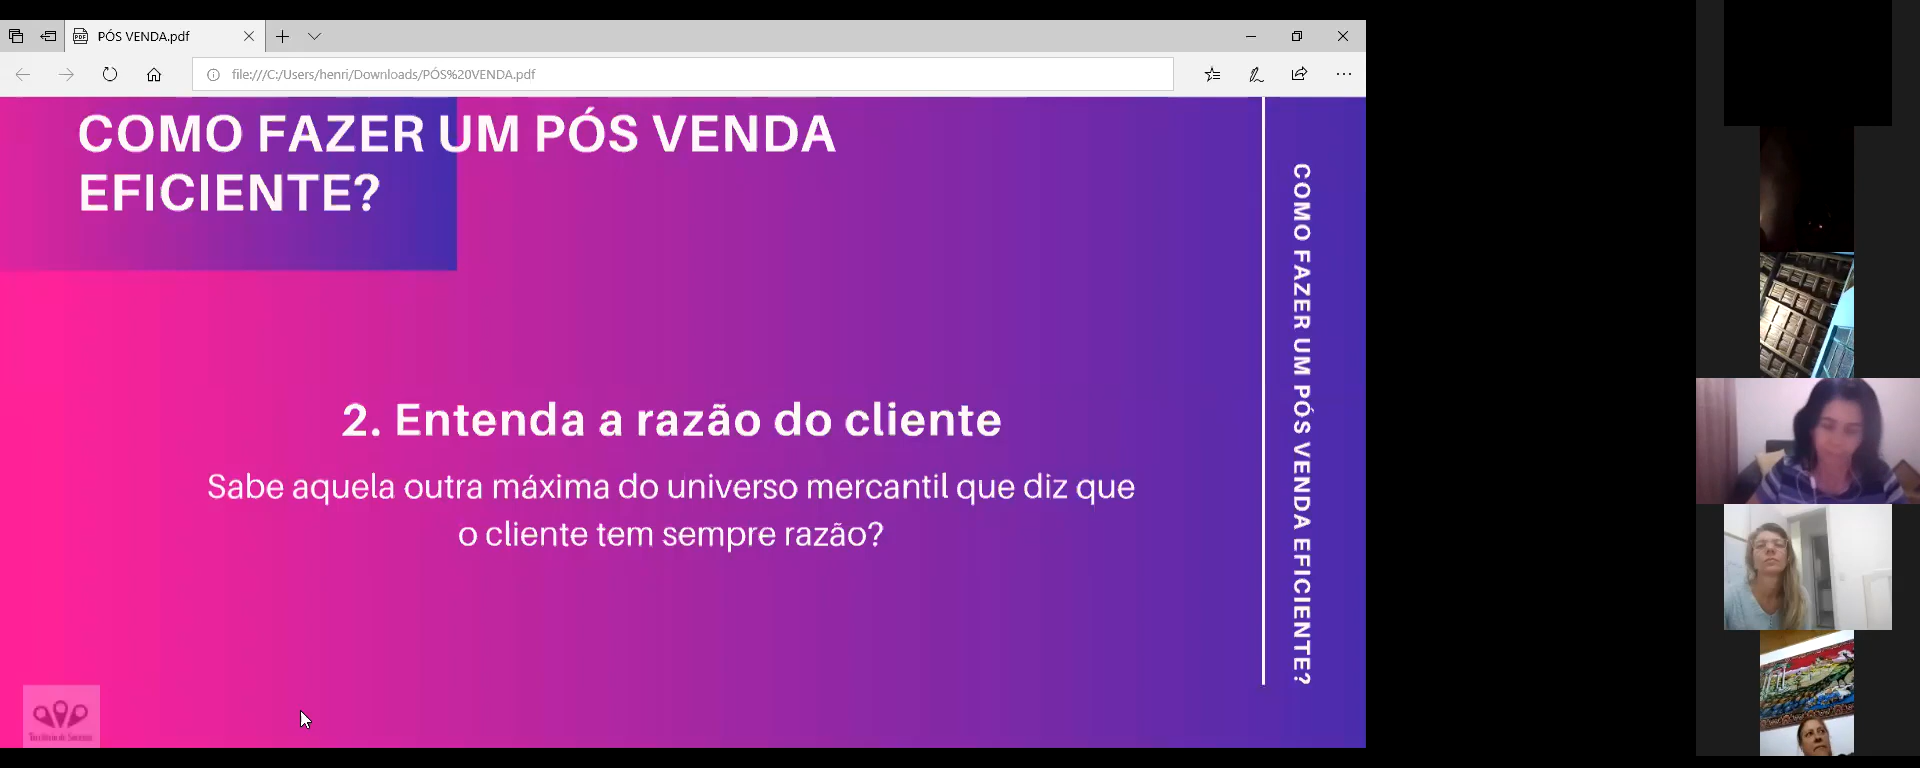 PÓS VENDA.pdf
file:///C:/Users/henri/Downloads/PÓS%20VENDA.pdf
COMO FAZER UM PÓS VENDA
EFICIENTE?
2. Entenda a razão do cliente
Sabe aquela outra máxima do universo mercantil que diz que
o cliente tem sempre razão?
COMO FAZER UM PÓS VENDA EFICIENTE?